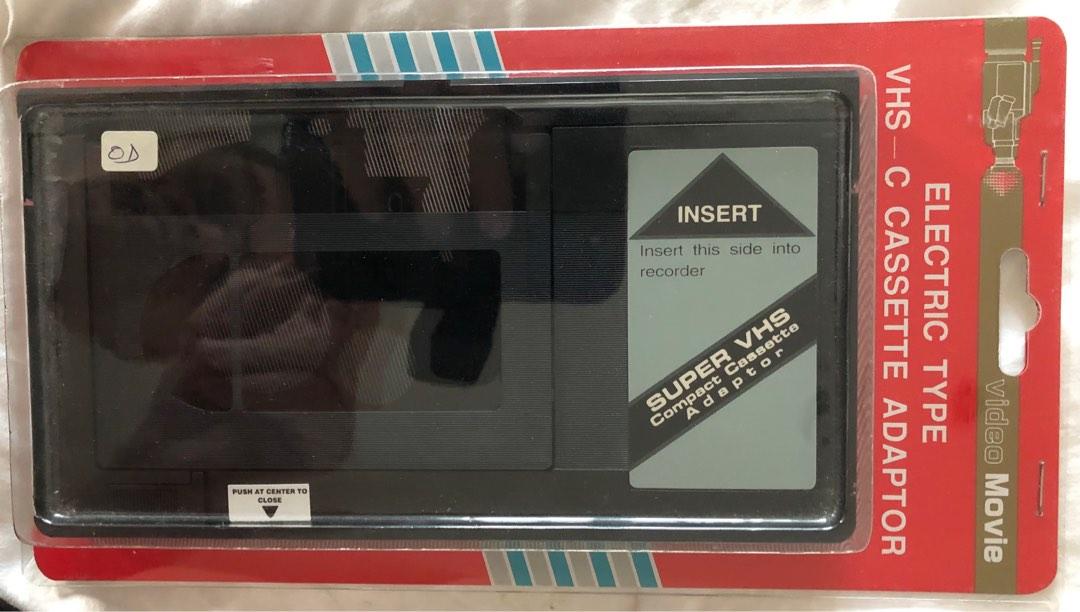 video Movie
ELECTRIC TYPE
VHS-C CASSETTE ADAPTOR
INSERT
Insert this side into
recorder
SUPER VHS
Compact Cassette
Adaptor
PUSH AT CENTER TO
CLOSE